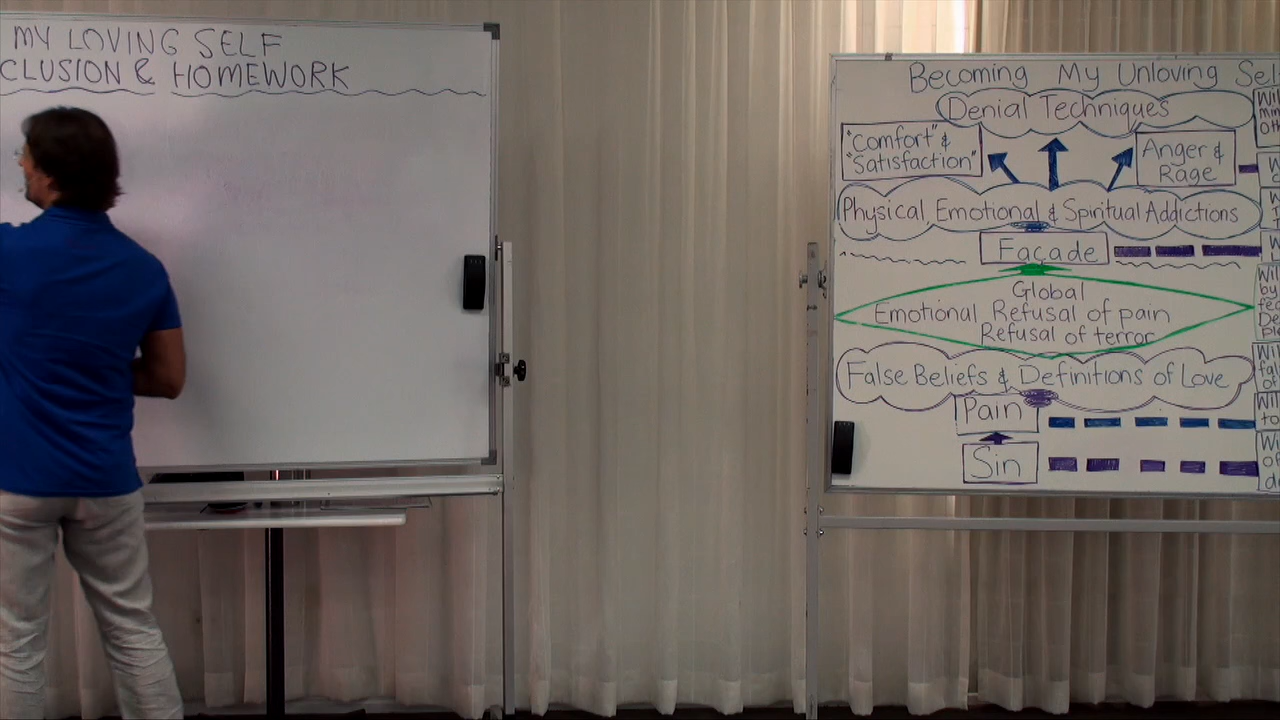 MY LOVING SELF
CLUSION & HOMEWORK
Becoming My Unloving Sel
Denial Techniques
"Comfort" &
"Satisfaction"
Anger &
Rage
Physical, Emotional & Spiritual Addictions
Façade
Global
Emotional Refusal of pain
Refusal of terror
False Beliefs & Definitions of Love
Pain
Sin